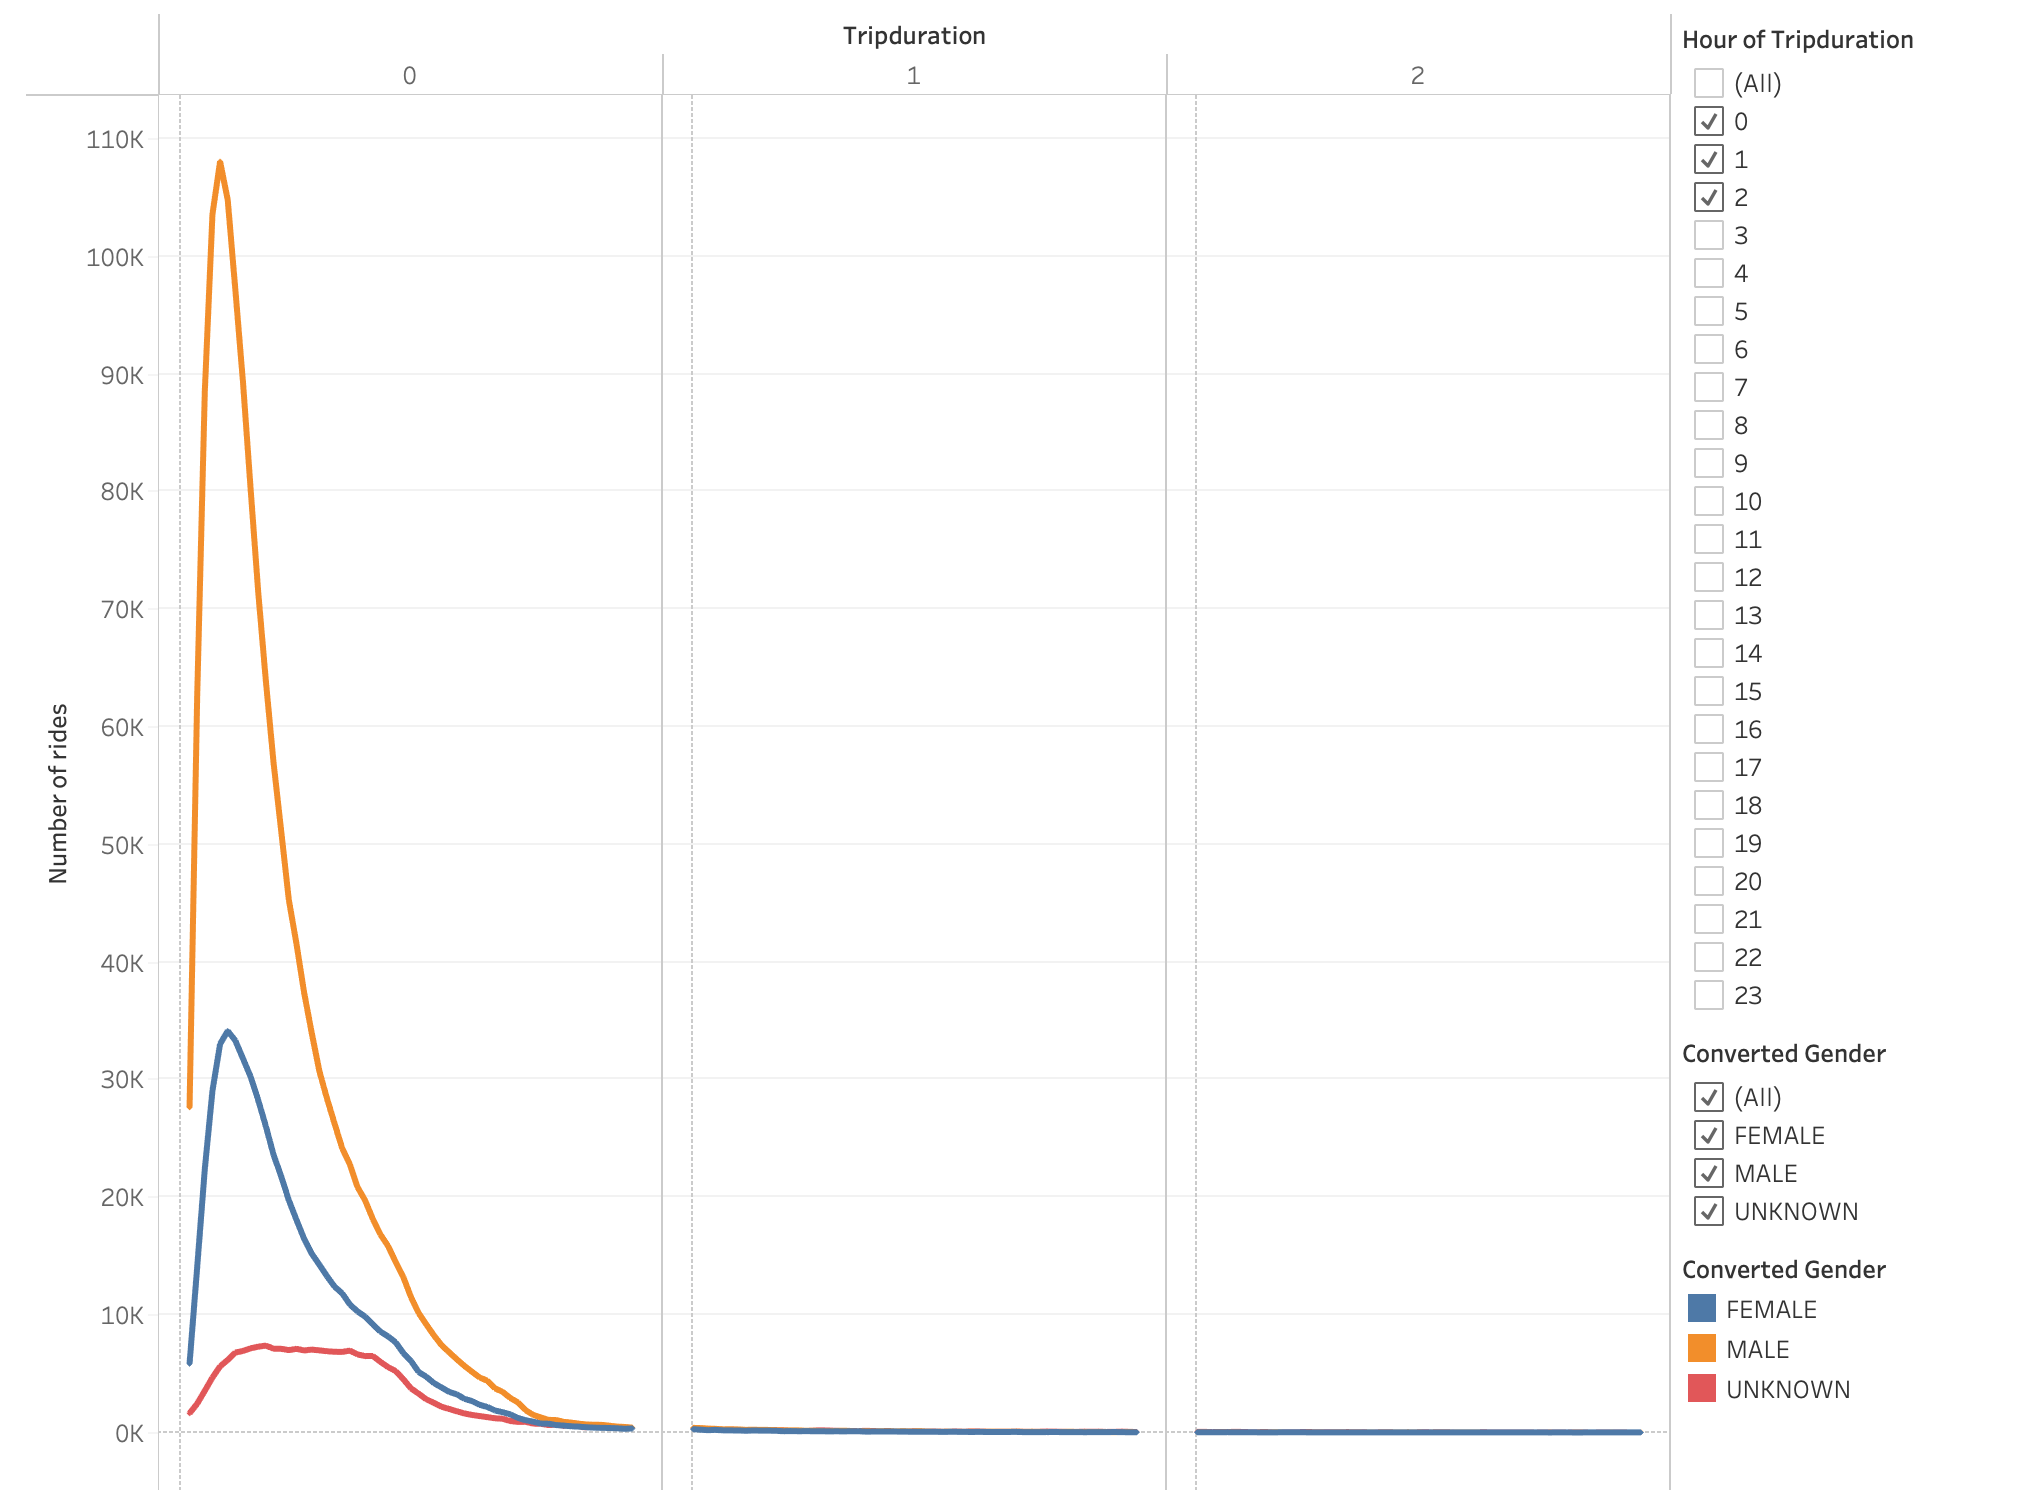 Tripduration
0
1
2
110K
100K
90K
80K
70K
60K
50K
40K
30K
20K
10K
0K
Number of rides
Hour of Tripduration
(All)
0
1
2
3
4
5
6
7
8
9
10
11
12
13
14
15
16
17
18
19
20
21
22
23
Converted Gender
(All)
FEMALE
MALE
UNKNOWN
Converted Gender
FEMALE
MALE
UNKNOWN